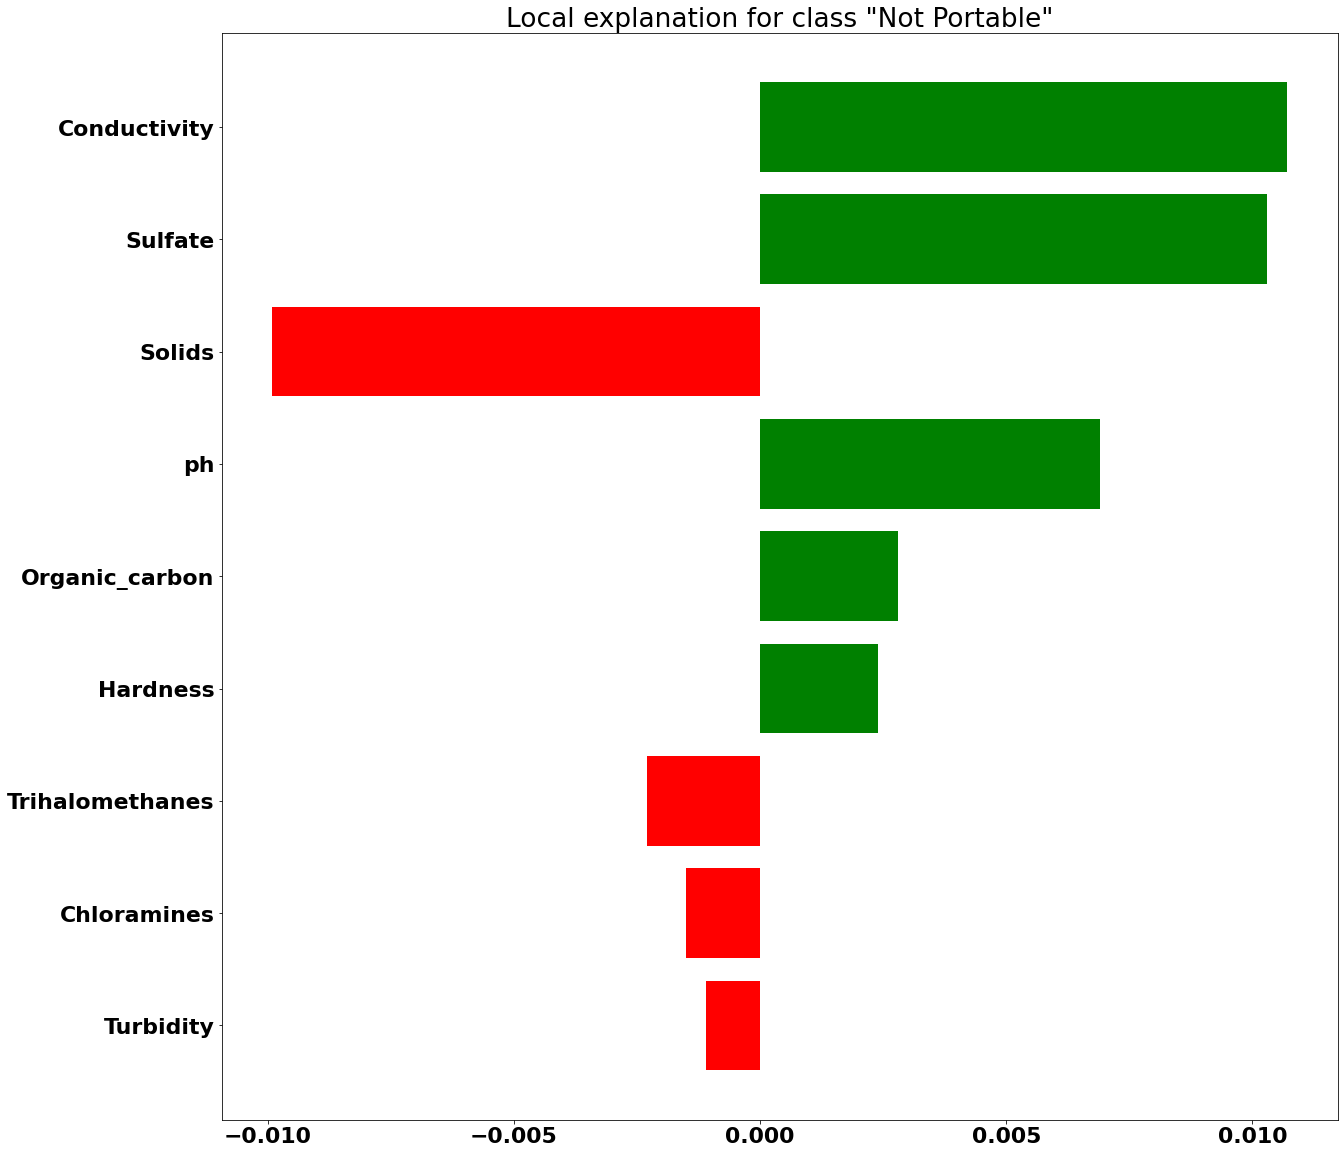 Local explanation for class "Not Portable"
Conductivity
Sulfate
Solids
ph
Organic_carbon
Hardness
Trihalomethanes
Chloramines
Turbidity
−0.010 −0.005 0.000 0.005 0.010